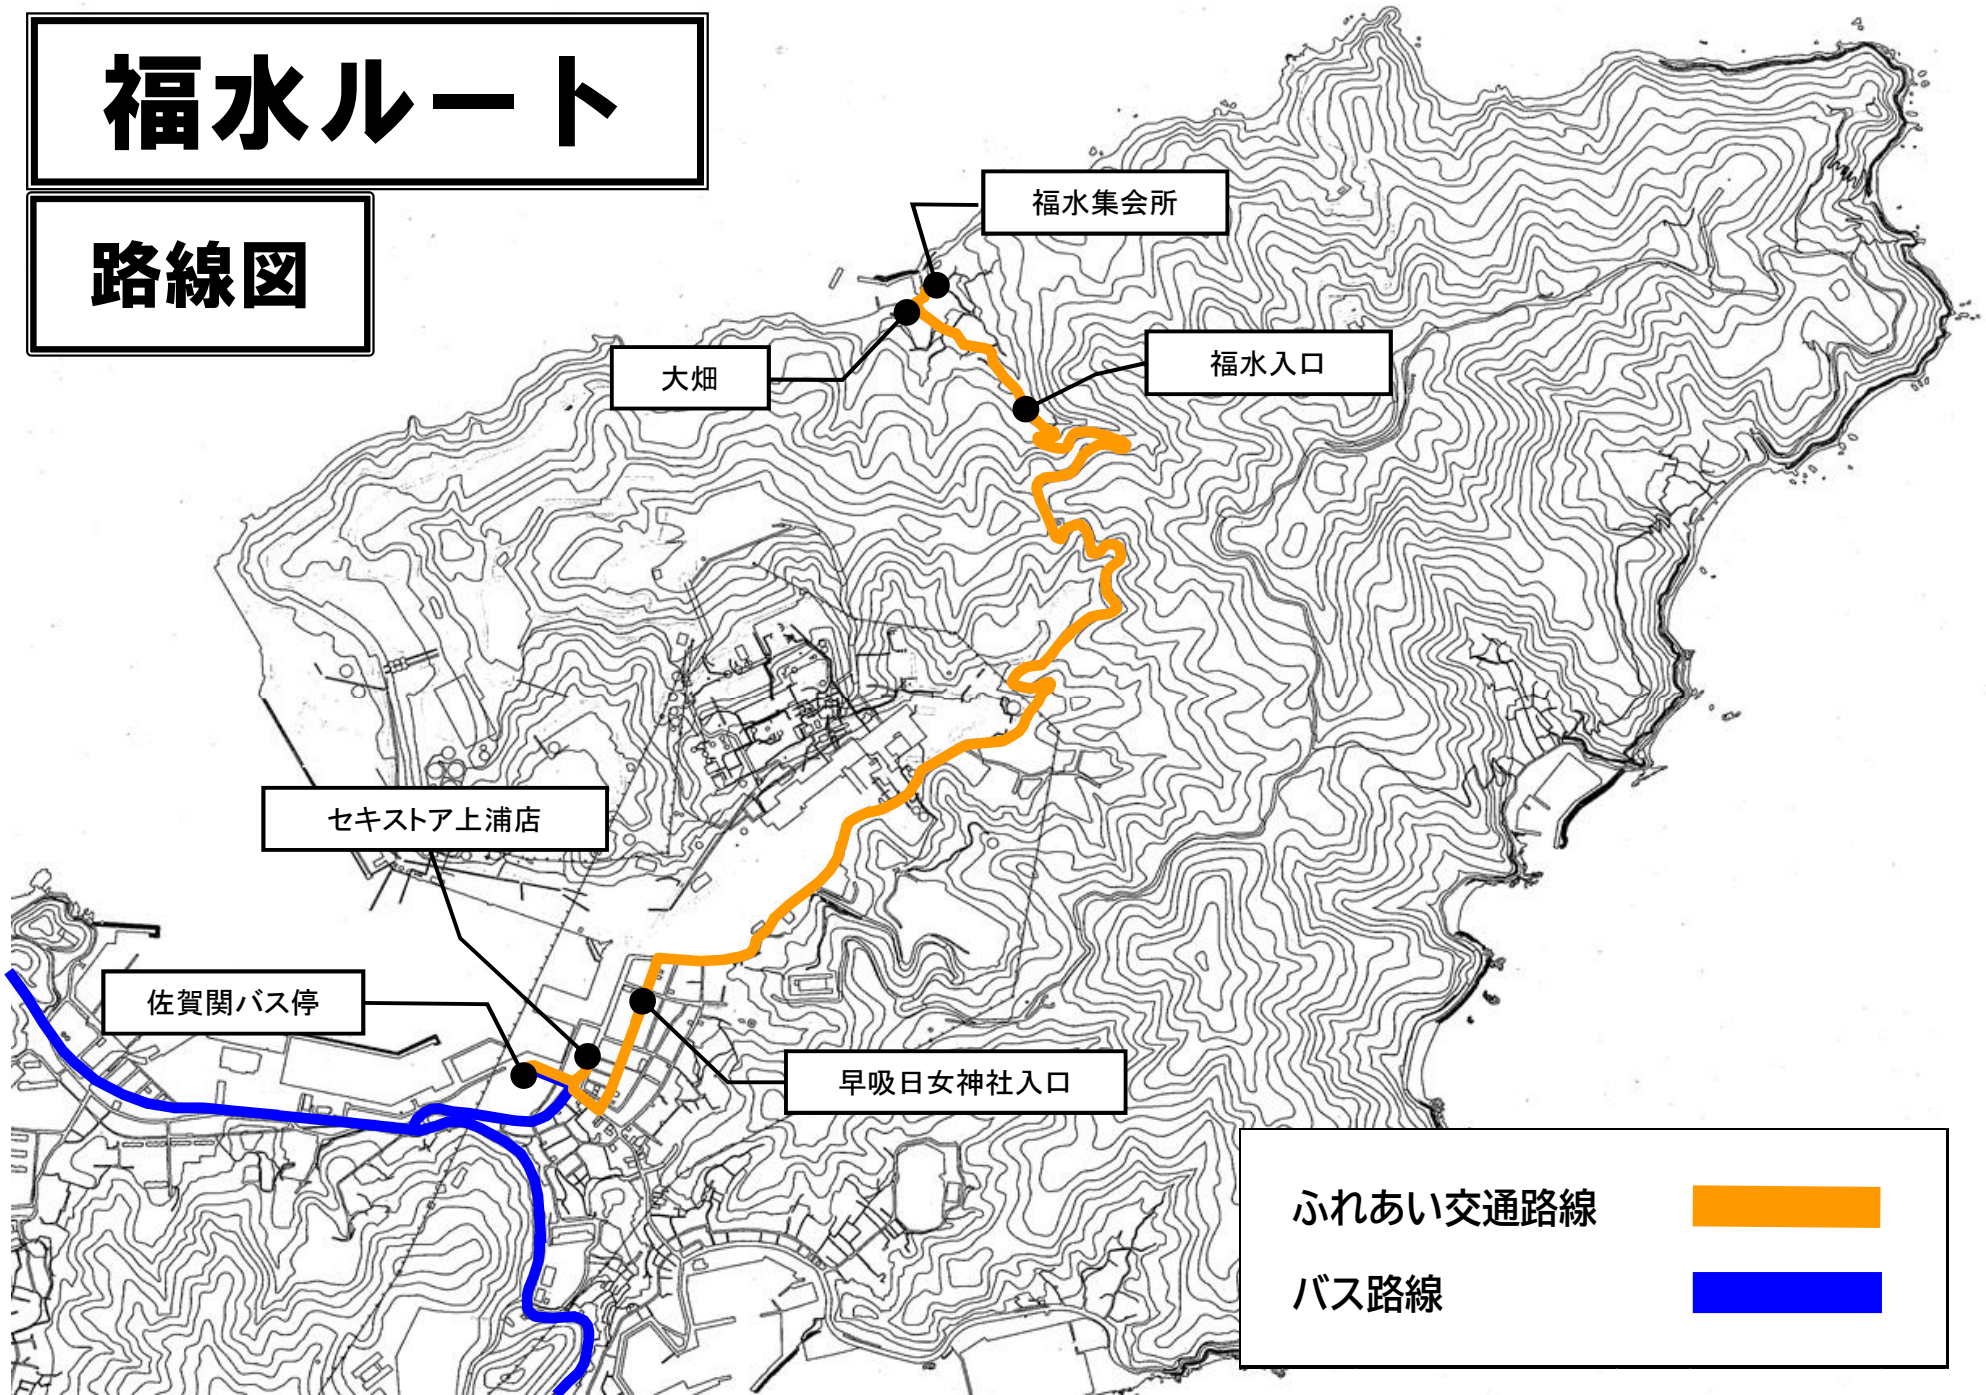 福水ルート
路線図
福水集会所
大畑
福水入口
セキストア上浦店
佐賀関バス停
早吸日女神社入口
ふれあい交通路線
バス路線